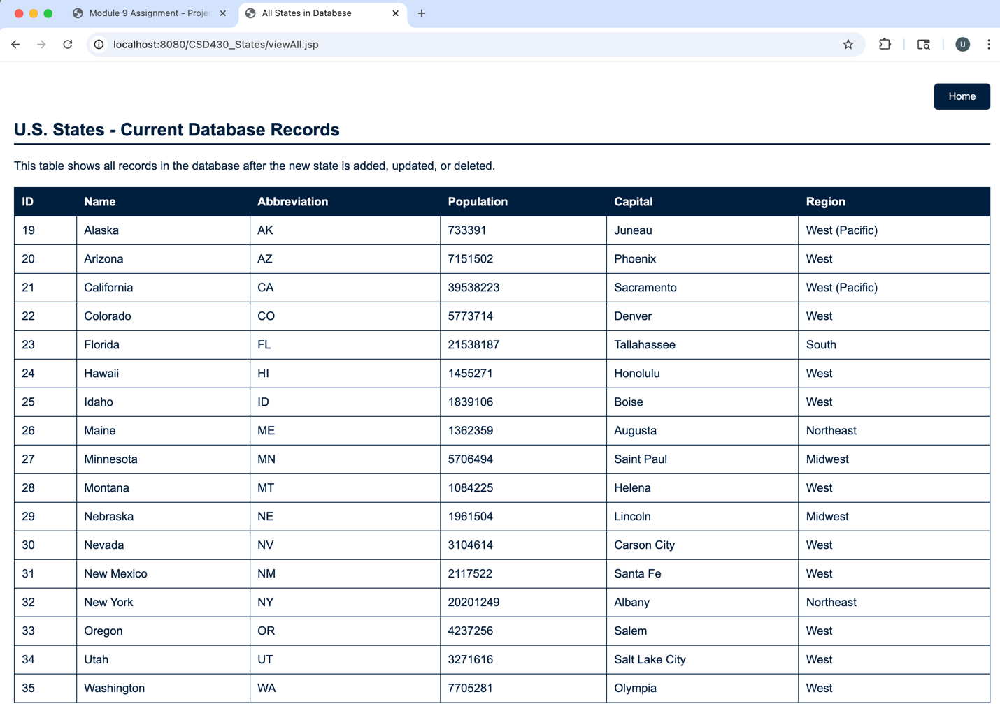 Module 9 Assignment - Proje
All States in Database
localhost:8080/CSD430_States/viewAll.jsp
U
Home
U.S. States - Current Database Records
This table shows all records in the database after the new state is added, updated, or deleted.
ID Name Abbreviation Population Capital Region
19 Alaska AK 733391 Juneau West (Pacific)
20 Arizona AZ 7151502 Phoenix West
21 California CA 39538223 Sacramento West (Pacific)
22 Colorado CO 5773714 Denver West
23 Florida FL 21538187 Tallahassee South
24 Hawaii HI 1455271 Honolulu West
25 Idaho ID 1839106 Boise West
26 Maine ME 1362359 Augusta Northeast
27 Minnesota MN 5706494 Saint Paul Midwest
28 Montana MT 1084225 Helena West
29 Nebraska NE 1961504 Lincoln Midwest
30 Nevada NV 3104614 Carson City West
31 New Mexico NM 2117522 Santa Fe West
32 New York NY 20201249 Albany Northeast
33 Oregon OR 4237256 Salem West
34 Utah UT 3271616 Salt Lake City West
35 Washington WA 7705281 Olympia West